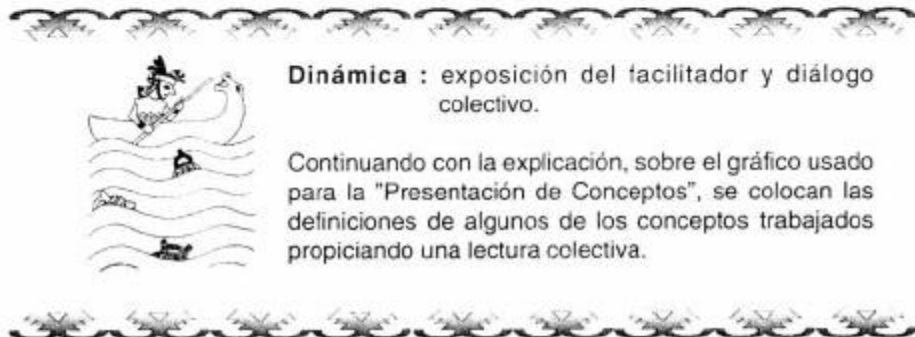 Dinámica : exposición del facilitador y diálogo
colectivo.
Continuando con la explicación, sobre el gráfico usado
para la "Presentación de Conceptos", se colocan las
definiciones de algunos de los conceptos trabajados
propiciando una lectura colectiva.